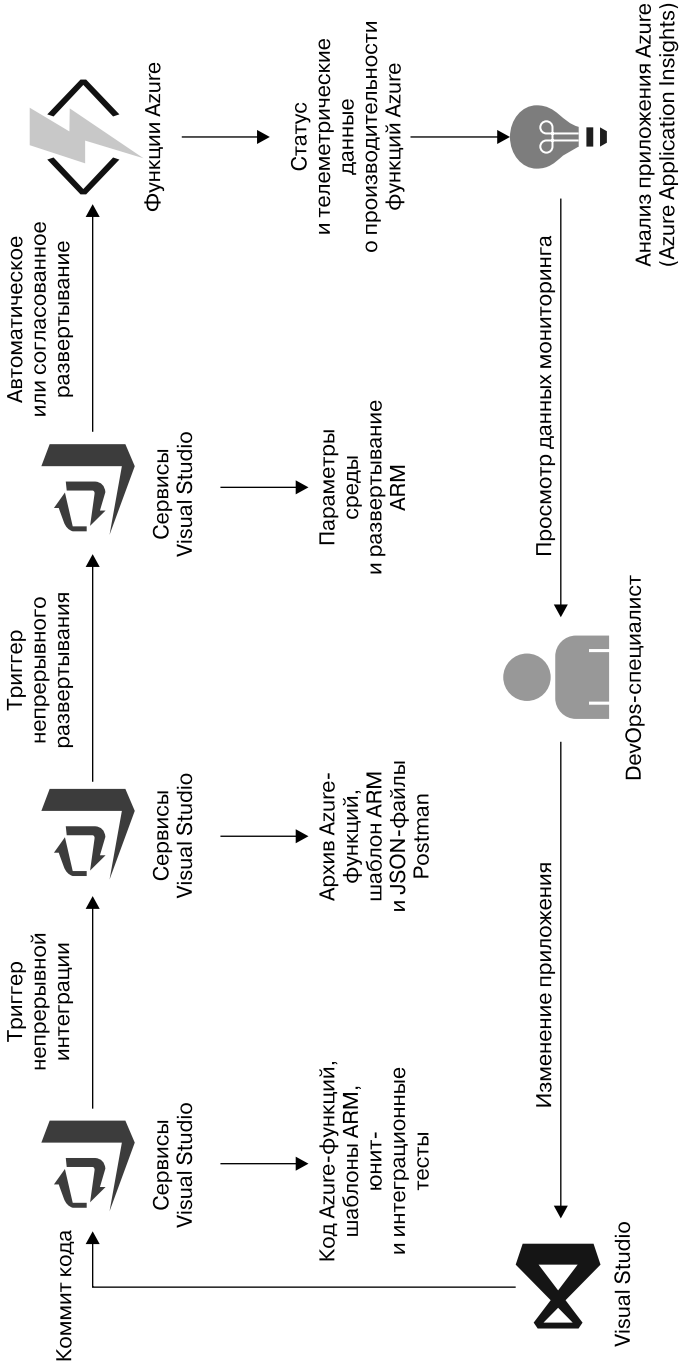 Коммит кода
Триггер
непрерывной
интеграции
Триггер
непрерывного
развертывания
Автоматическое
или согласованное
развертывание
Сервисы
Visual Studio
Сервисы
Visual Studio
Сервисы
Visual Studio
Функции Azure
Код Azure-функций,
шаблоны ARM,
юнит-
и интеграционные
тесты
Архив Azure-
функций,
шаблон ARM
и JSON-файлы
Postman
Параметры
среды
и развертывание
ARM
Статус
и телеметрические
данные
о производительности
функций Azure
Изменение приложения
Просмотр данных мониторинга
Visual Studio
DevOps-специалист
Анализ приложения Azure
(Azure Application Insights)